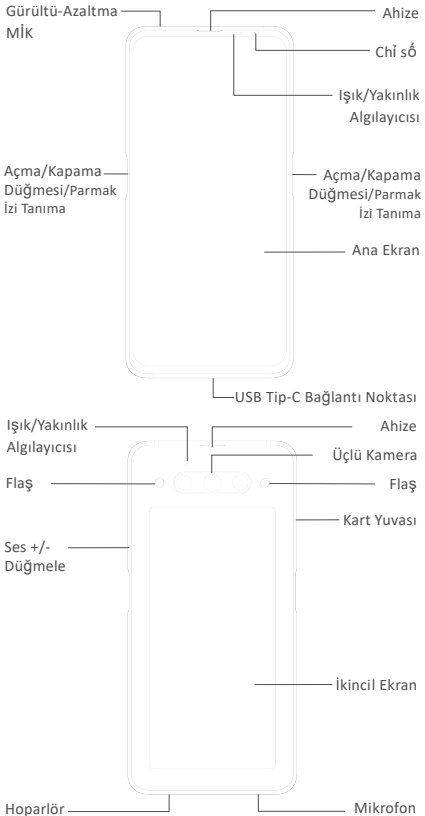 Gürültü-Azaltma
MİK
Ahize
Chỉ số
Işık/Yakınlık
Algılayıcısı
Açma/Kapama
Düğmesi/Parmak
İzi Tanıma
Açma/Kapama
Düğmesi/Parmak
İzi Tanıma
Ana Ekran
USB Tip-C Bağlantı Noktası
Işık/Yakınlık
Algılayıcısı
Ahize
Üçlü Kamera
Flaş
Flaş
Kart Yuvası
Ses +/-
Düğmele
İkincil Ekran
Hoparlör
Mikrofon